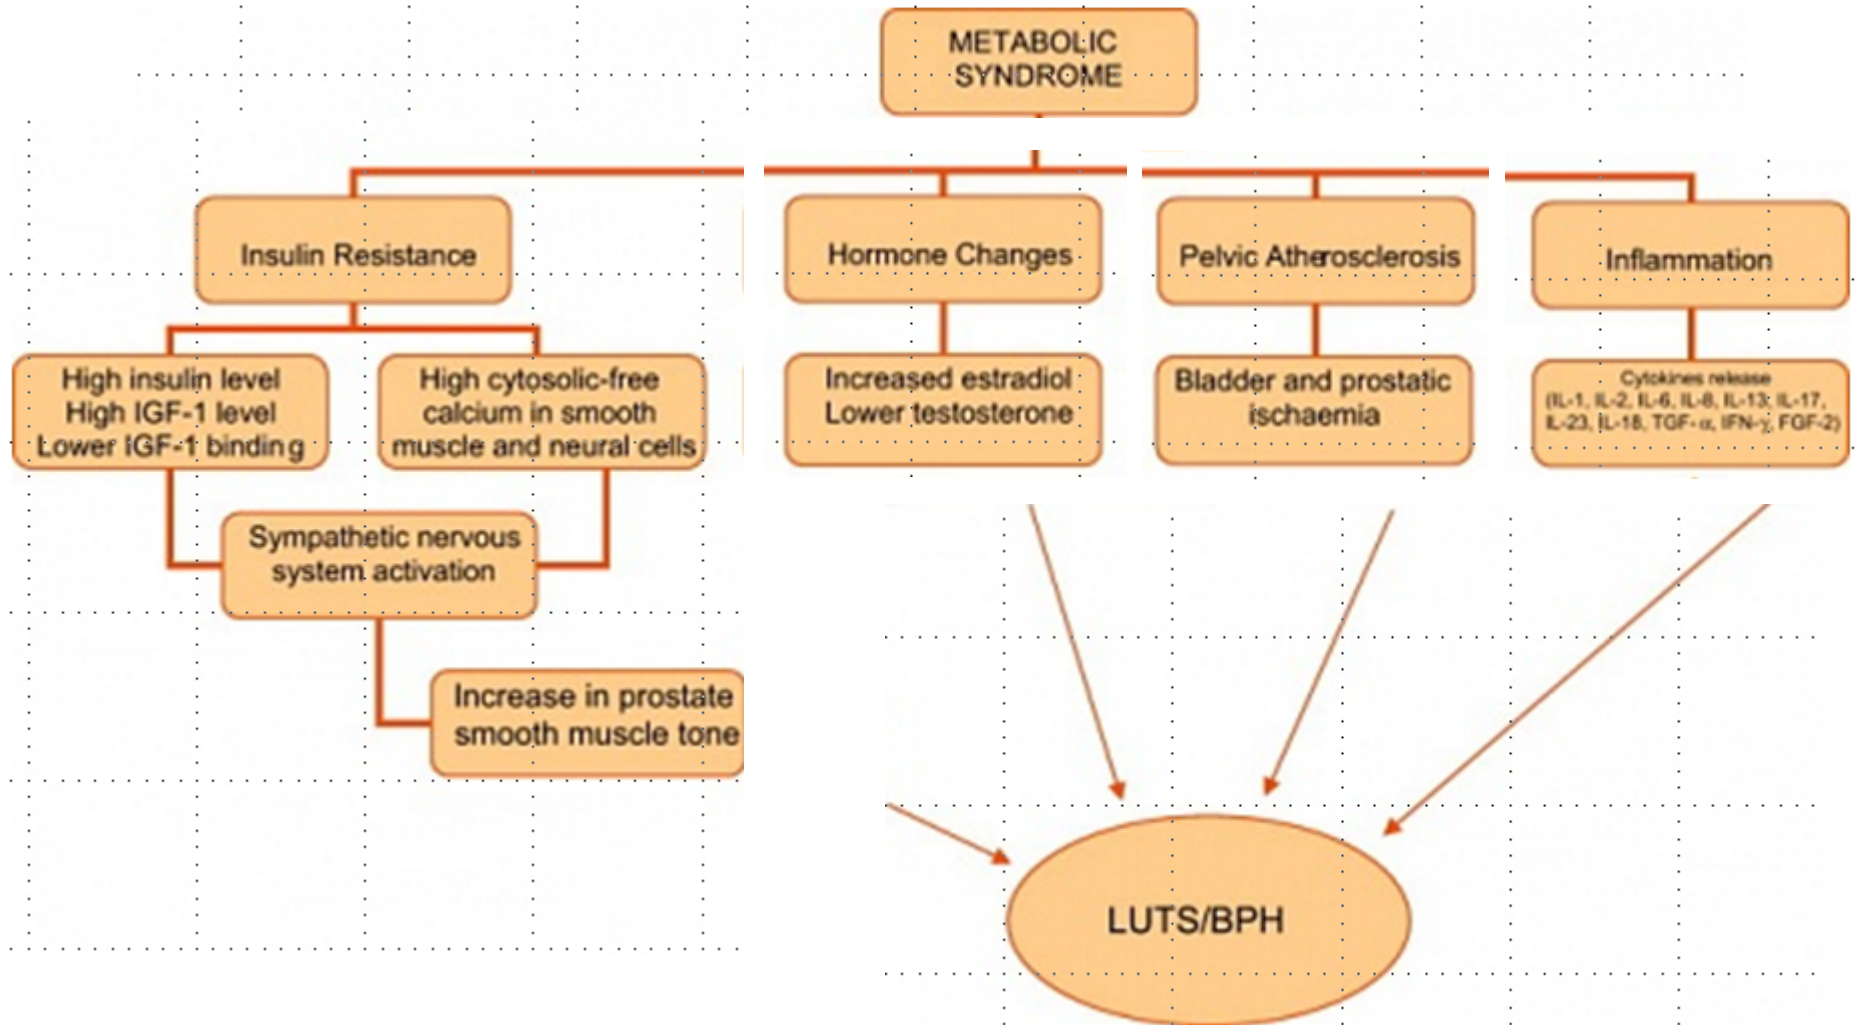 METABOLIC
SYNDROME
Insulin Resistance
Hormone Changes
Pelvic Atherosclerosis
Inflammation
High insulin level
High IGF-1 level
Lower IGF-1 binding
High cytosolic-free
calcium in smooth
muscle and neural cells
Increased estradiol
Lower testosterone
Bladder and prostatic
ischaemia
Cytokines release
(IL-1, IL-2, IL-6, IL-8, IL-13, IL-17,
IL-23, IL-18, TGF-α, IFN-γ, FGF-2)
Sympathetic nervous
system activation
Increase in prostate
smooth muscle tone
LUTS/BPH